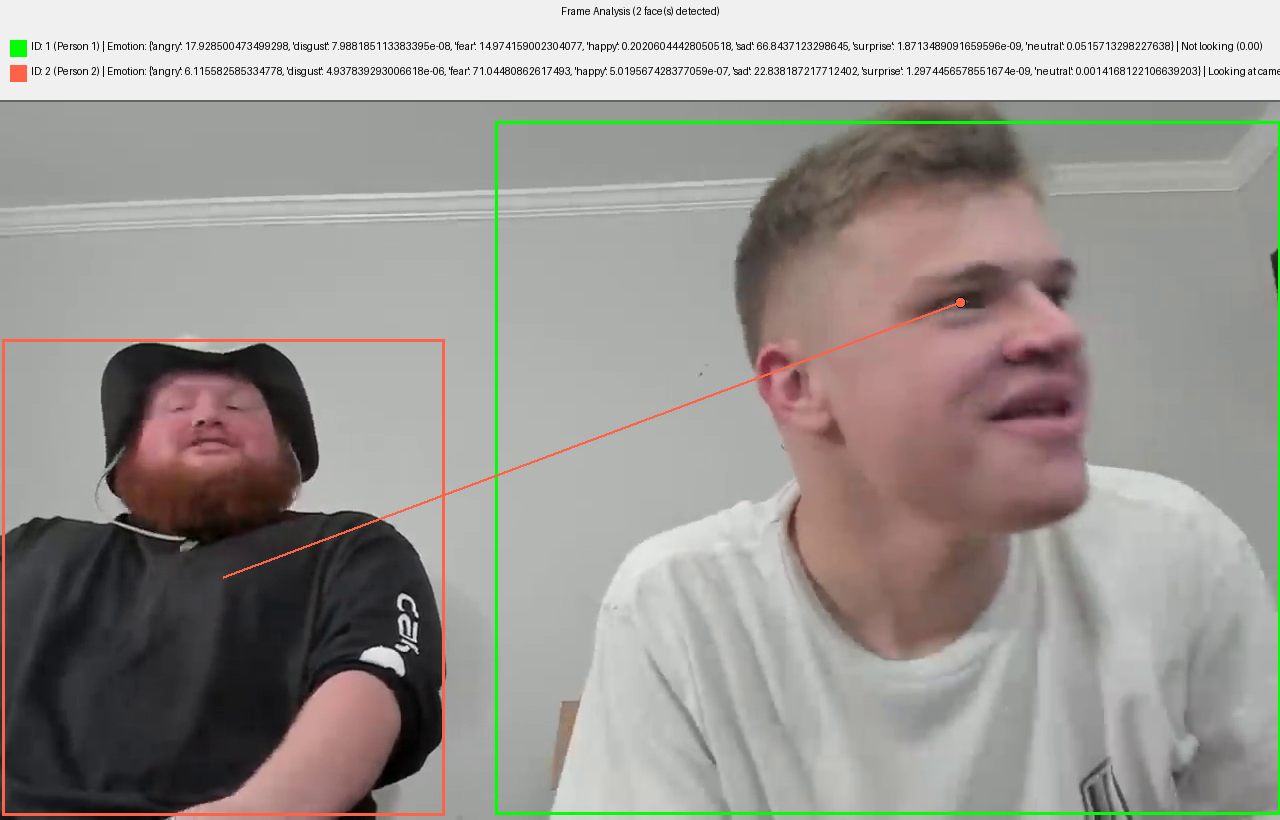 Frame Analysis (2 face(s) detected)
ID: 1 (Person 1) | Emotion: {'angry': 17.928500473499298, 'disgust': 7.988185113383395e-08, 'fear': 14.974159002304077, 'happy': 0.20206044428050518, 'sad': 66.8437123298645, 'surprise': 1.8713489091659596e-09, 'neutral': 0.0515713298227638} | Not looking (0.00)
ID: 2 (Person 2) | Emotion: {'angry': 6.115582585334778, 'disgust': 4.937839293006618e-06, 'fear': 71.04480862617493, 'happy': 5.019567428377059e-07, 'sad': 22.838187217712402, 'surprise': 1.2974456578551674e-09, 'neutral': 0.0014168122106639203} | Looking at came